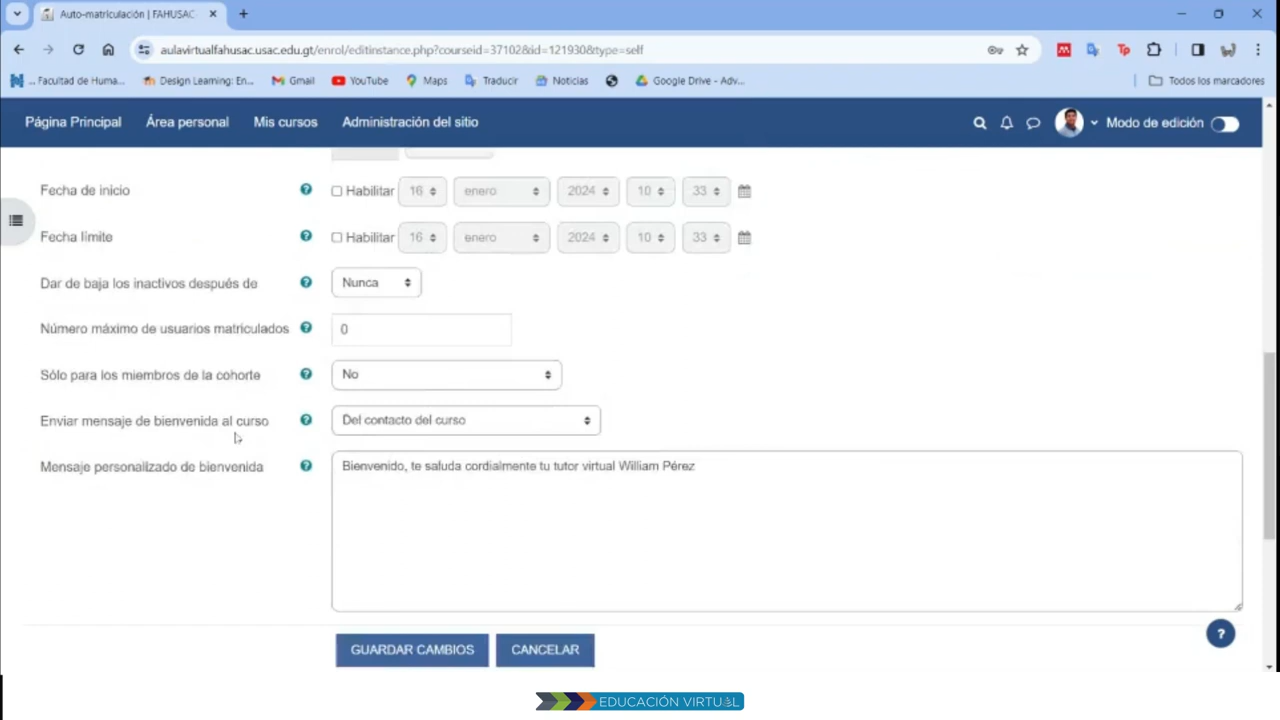 Auto-matriculación | FAHUSAC
aulavirtualfahusac.usac.edu.gt/enrol/editinstance.php?courseid=37102&id=121930&type=self
... Facultad de Huma... Design Learning: En... Gmail YouTube Maps Traducir Noticias Google Drive - Adv... Todos los marcadores
Página Principal Área personal Mis cursos Administración del sitio Modo de edición
Fecha de inicio ? Habilitar 16 enero 2024 10 33
Fecha límite ? Habilitar 16 enero 2024 10 33
Dar de baja los inactivos después de ? Nunca
Número máximo de usuarios matriculados ? 0
Sólo para los miembros de la cohorte ? No
Enviar mensaje de bienvenida al curso ? Del contacto del curso
Mensaje personalizado de bienvenida ? Bienvenido, te saluda cordialmente tu tutor virtual William Pérez
GUARDAR CAMBIOS CANCELAR ?
EDUCACIÓN VIRTUAL